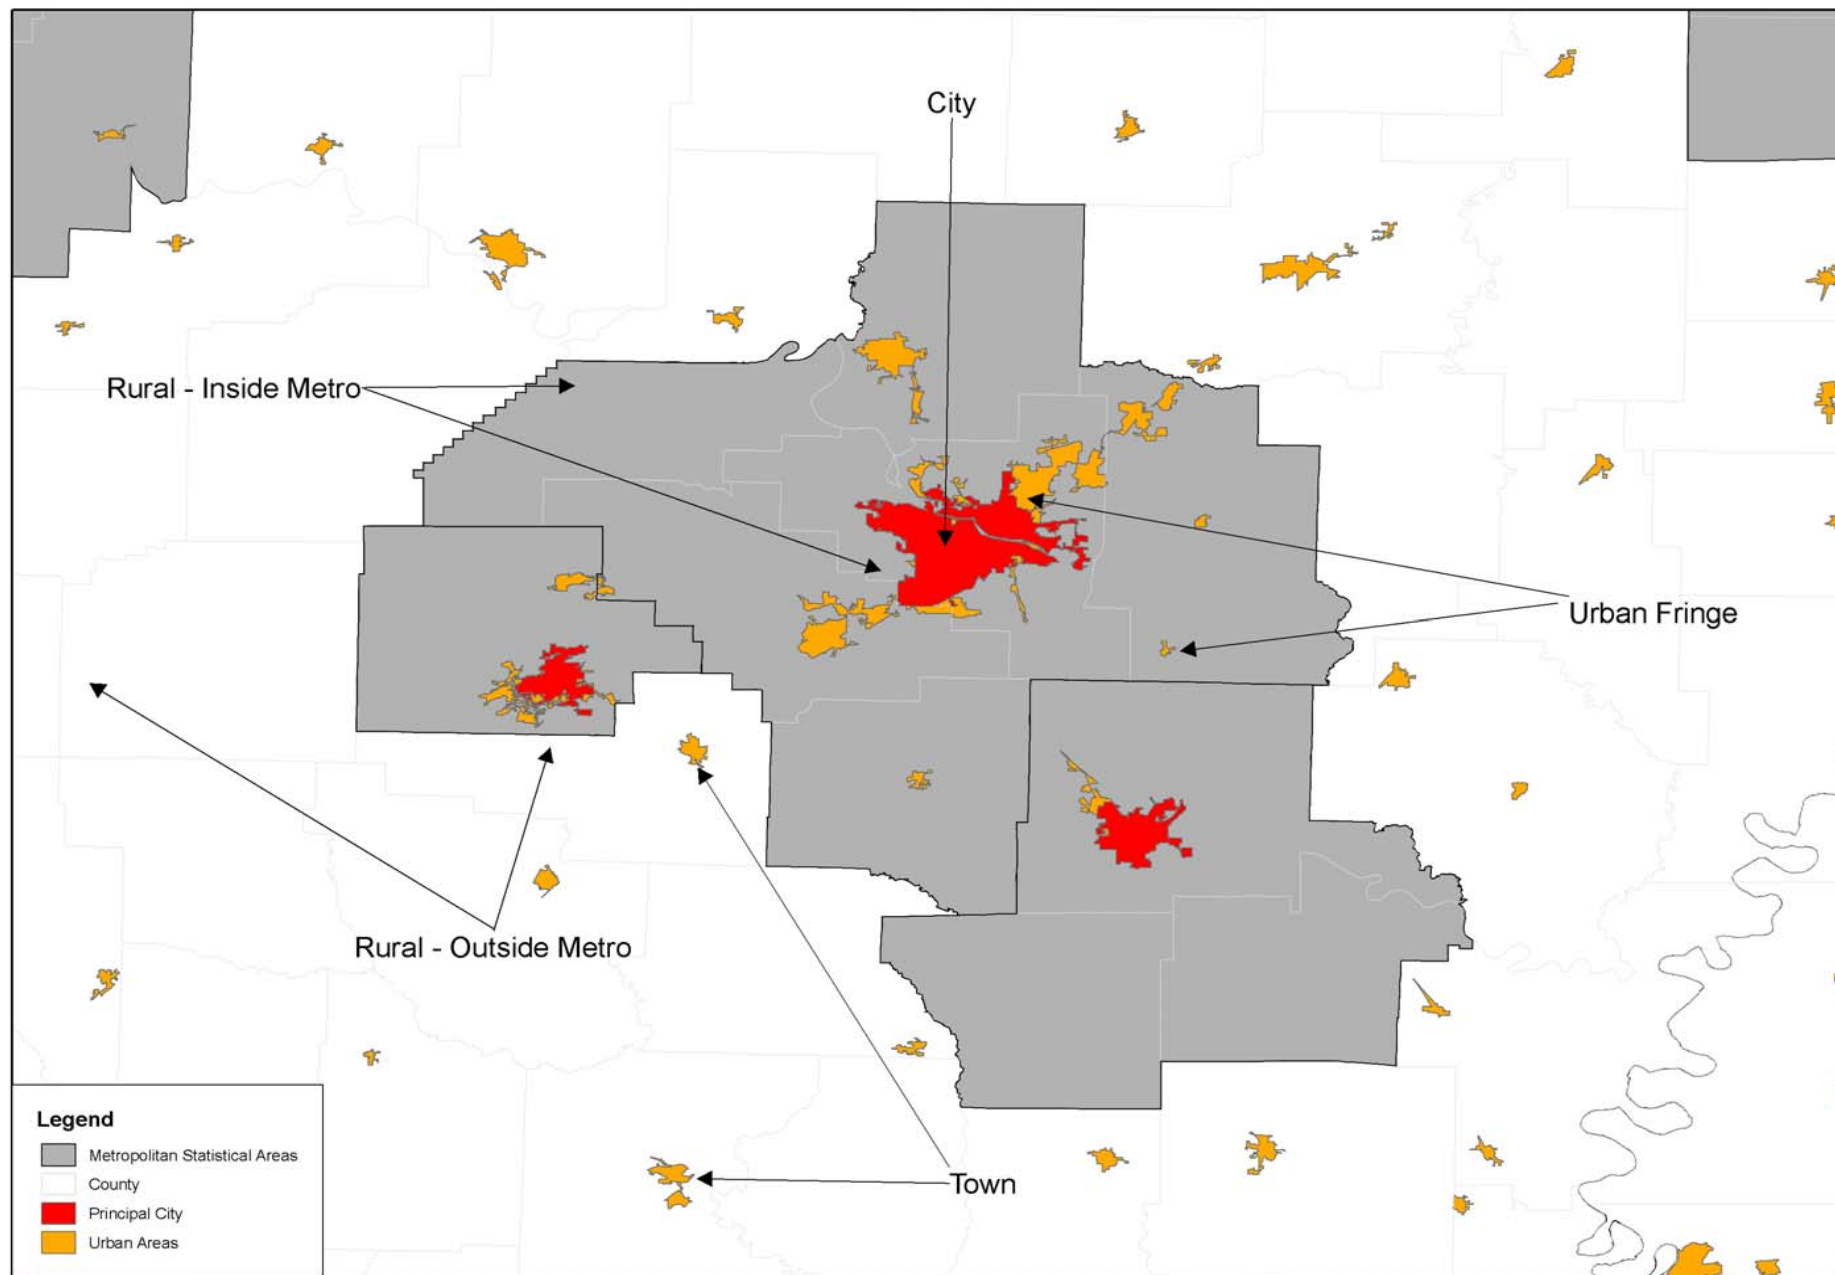 City
Rural - Inside Metro
Urban Fringe
Rural - Outside Metro
Town
Legend
Metropolitan Statistical Areas
County
Principal City
Urban Areas